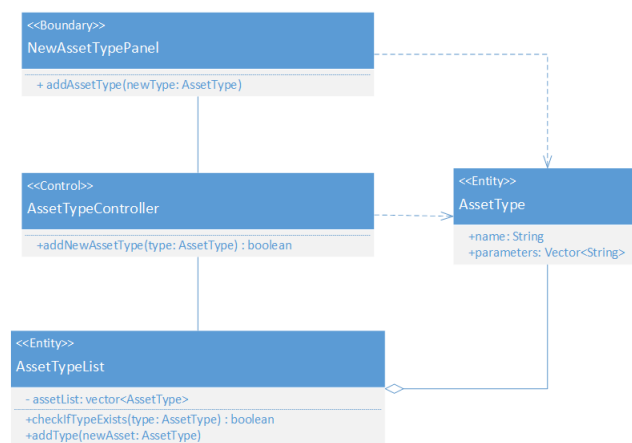 <<Boundary>>
NewAssetTypePanel
+ addAssetType(newType: AssetType)
<<Control>>
AssetTypeController
+addNewAssetType(type: AssetType) : boolean
<<Entity>>
AssetType
+name: String
+parameters: Vector<String>
<<Entity>>
AssetTypeList
- assetList: vector<AssetType>
+checkIfTypeExists(type: AssetType) : boolean
+addType(newAsset: AssetType)